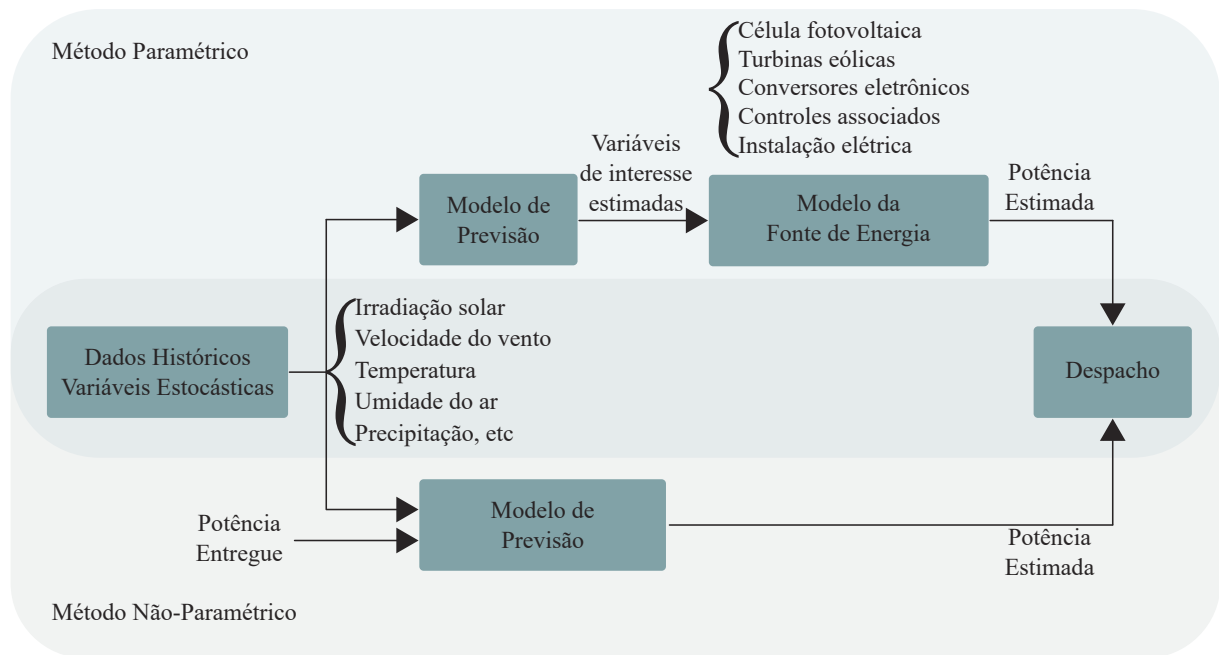 Método Paramétrico
Célula fotovoltaica
Turbinas eólicas
Conversores eletrônicos
Controles associados
Instalação elétrica
Variáveis
de interesse
estimadas
Modelo de
Previsão
Modelo da
Fonte de Energia
Potência
Estimada
Dados Históricos
Variáveis Estocásticas
Irradiação solar
Velocidade do vento
Temperatura
Umidade do ar
Precipitação, etc
Despacho
Potência
Entregue
Modelo de
Previsão
Potência
Estimada
Método Não-Paramétrico